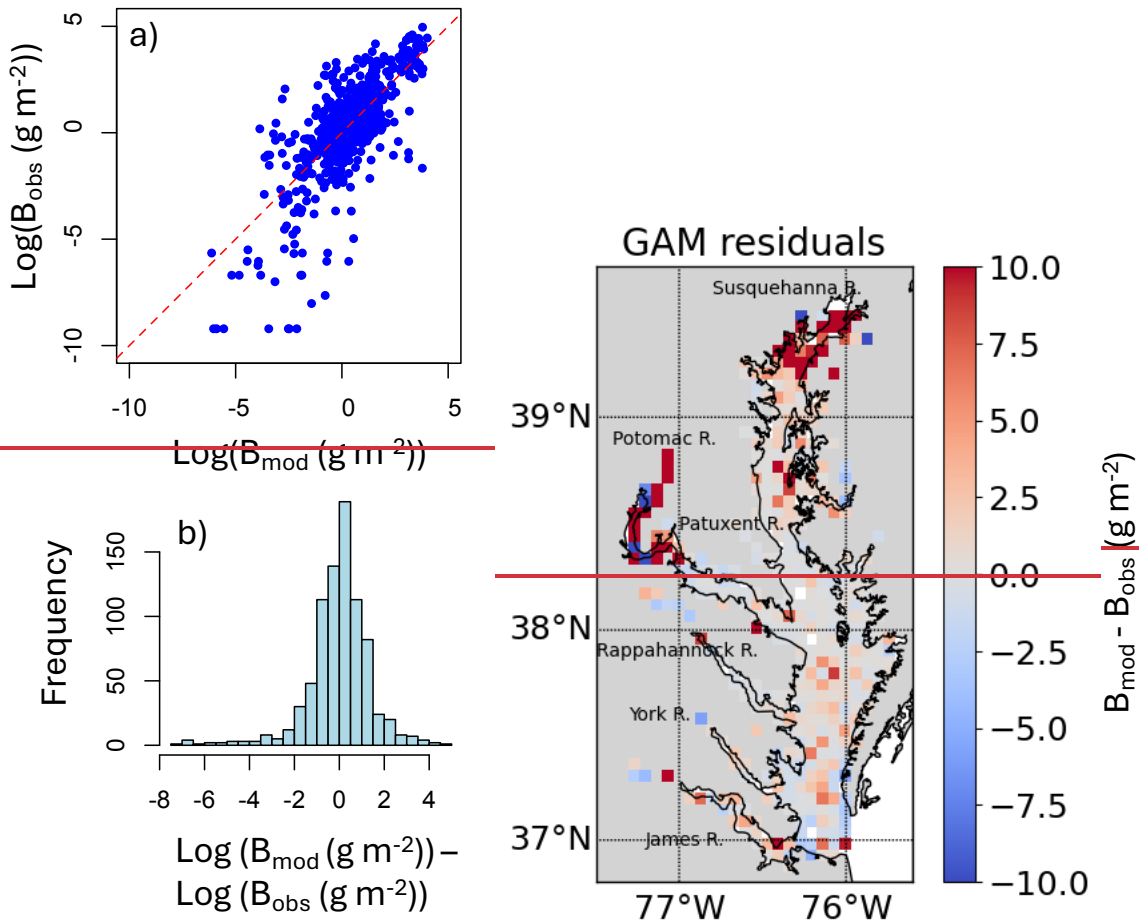 a)
Log(B_obs (g m^-2))
5
0
-5
-10
-10 -5 0 5
Log(B_mod (g m^-2))
b)
Frequency
150
100
50
0
-8 -6 -4 -2 0 2 4
Log (B_mod (g m^-2)) –
Log (B_obs (g m^-2))
GAM residuals
Susquehanna R.
39°N
Potomac R.
Patuxent R.
38°N
Rappahannock R.
York R.
37°N
James R.
77°W 76°W
10.0
7.5
5.0
2.5
0.0
−2.5
−5.0
−7.5
−10.0
B_mod - B_obs (g m^-2)